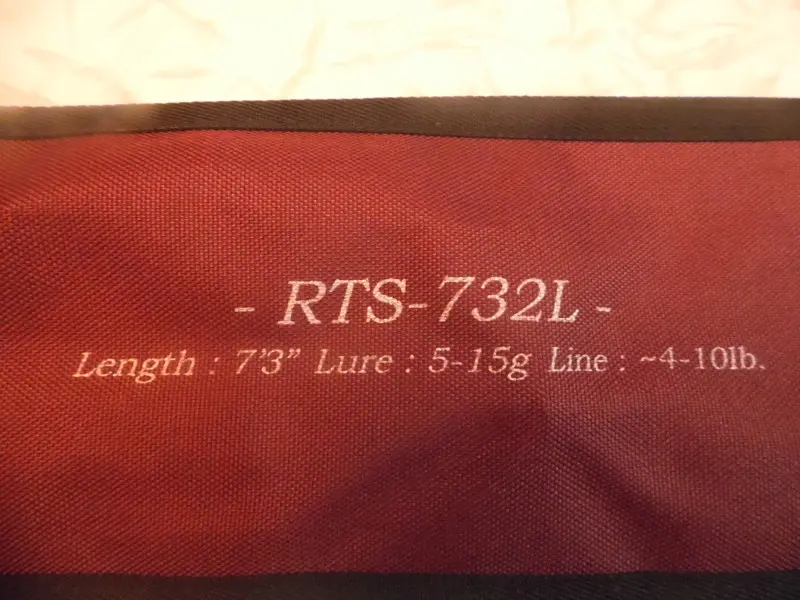 - RTS-732L -
Length : 7'3" Lure : 5-15g Line : ~4-10lb.